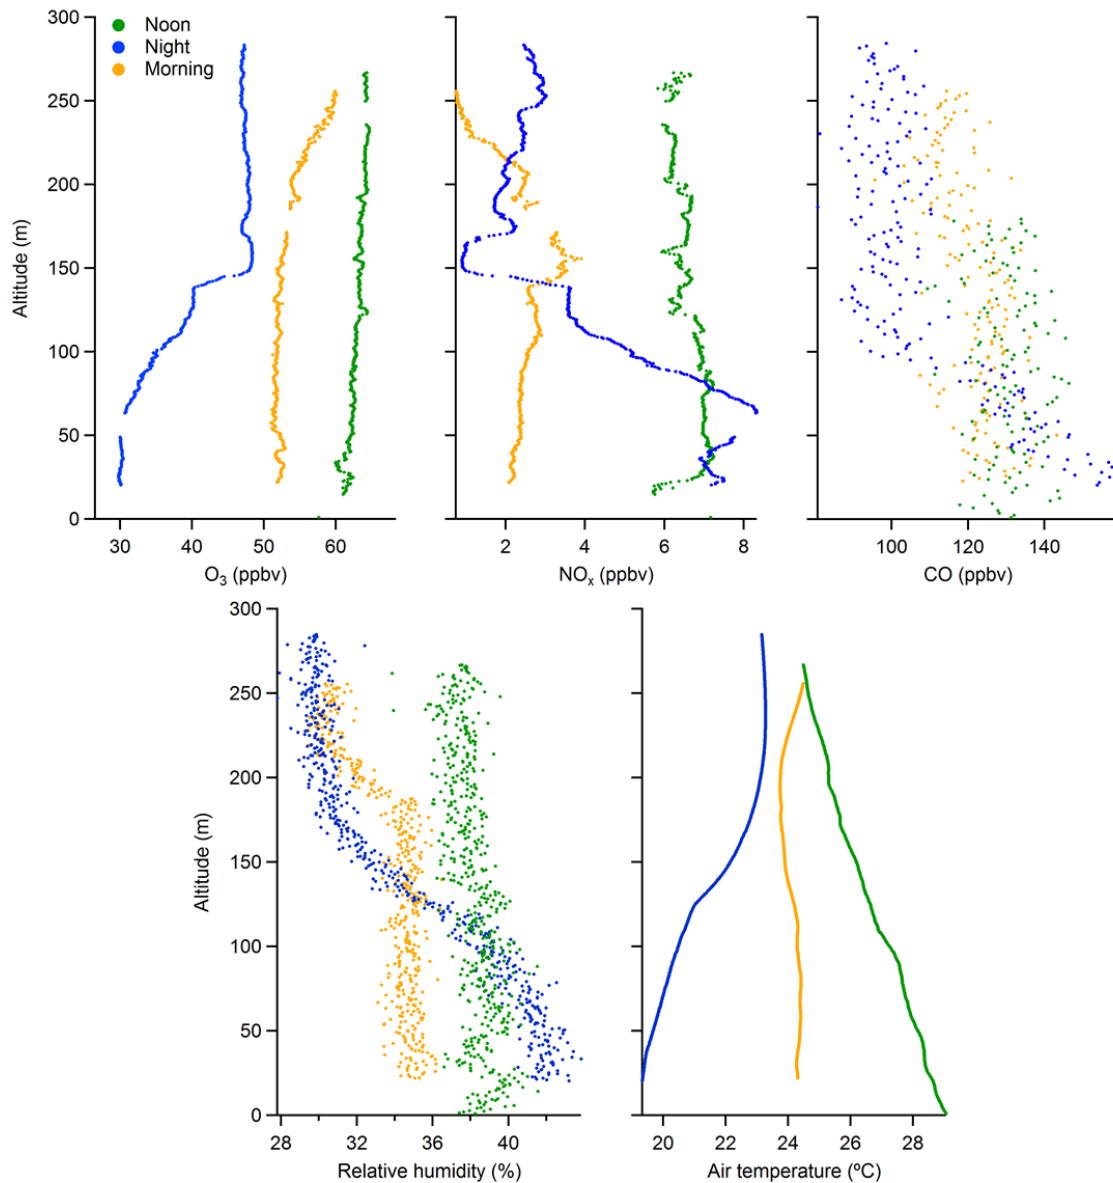 300
250
200
150
100
50
0
Altitude (m)
Noon
Night
Morning
30 40 50 60
O₃ (ppbv)
2 4 6 8
NOₓ (ppbv)
100 120 140
CO (ppbv)
300
250
200
150
100
50
0
Altitude (m)
28 32 36 40
Relative humidity (%)
20 22 24 26 28
Air temperature (ºC)